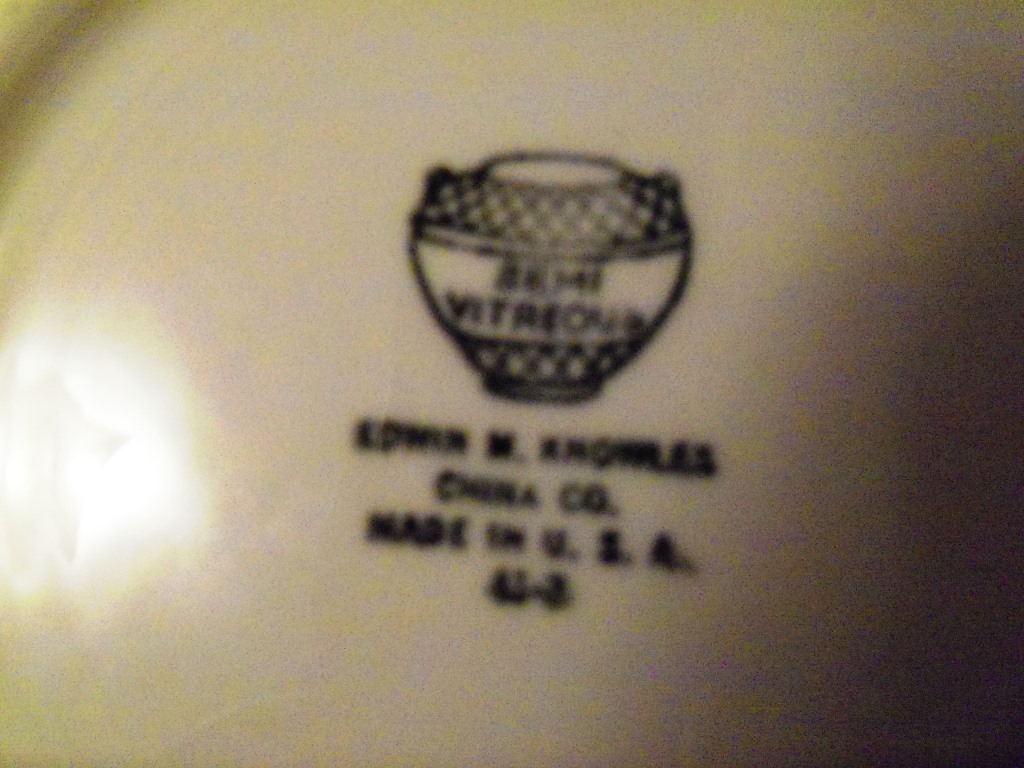 SEMI
VITREOUS
EDWIN M. KNOWLES
CHINA CO.
MADE IN U. S. A.